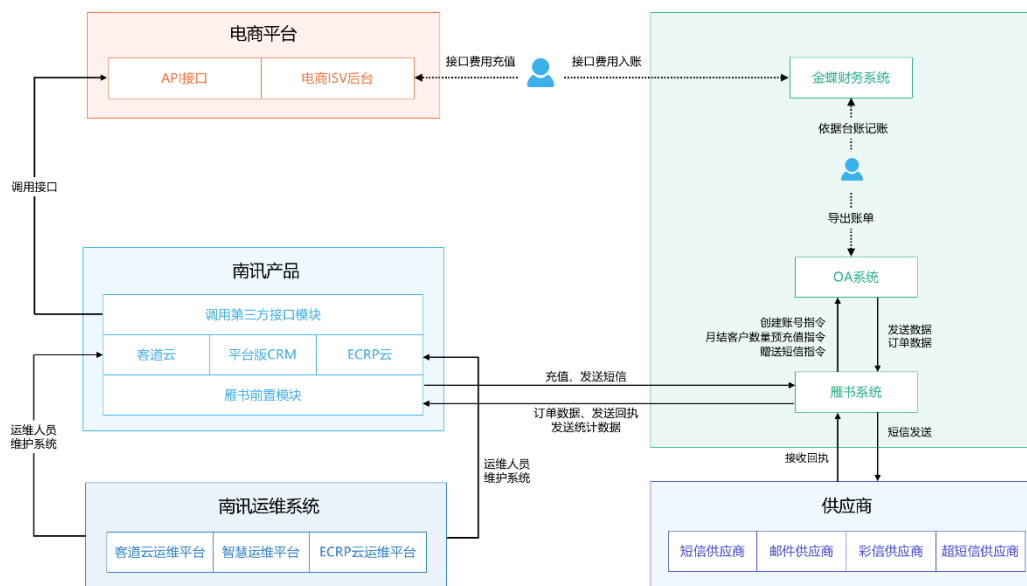 电商平台
API接口
电商ISV后台
接口费用充值
接口费用入账
金蝶财务系统
依据台账记账
调用接口
导出账单
南讯产品
OA系统
调用第三方接口模块
创建账号指令
月结客户数量预充值指令
赠送短信指令
发送数据
订单数据
客道云
平台版CRM
ECRP云
雁书前置模块
充值、发送短信
雁书系统
订单数据、发送回执
发送统计数据
运维人员
维护系统
短信发送
接收回执
运维人员
维护系统
南讯运维系统
客道云运维平台
智慧运维平台
ECRP云运维平台
供应商
短信供应商
邮件供应商
彩信供应商
超短信供应商